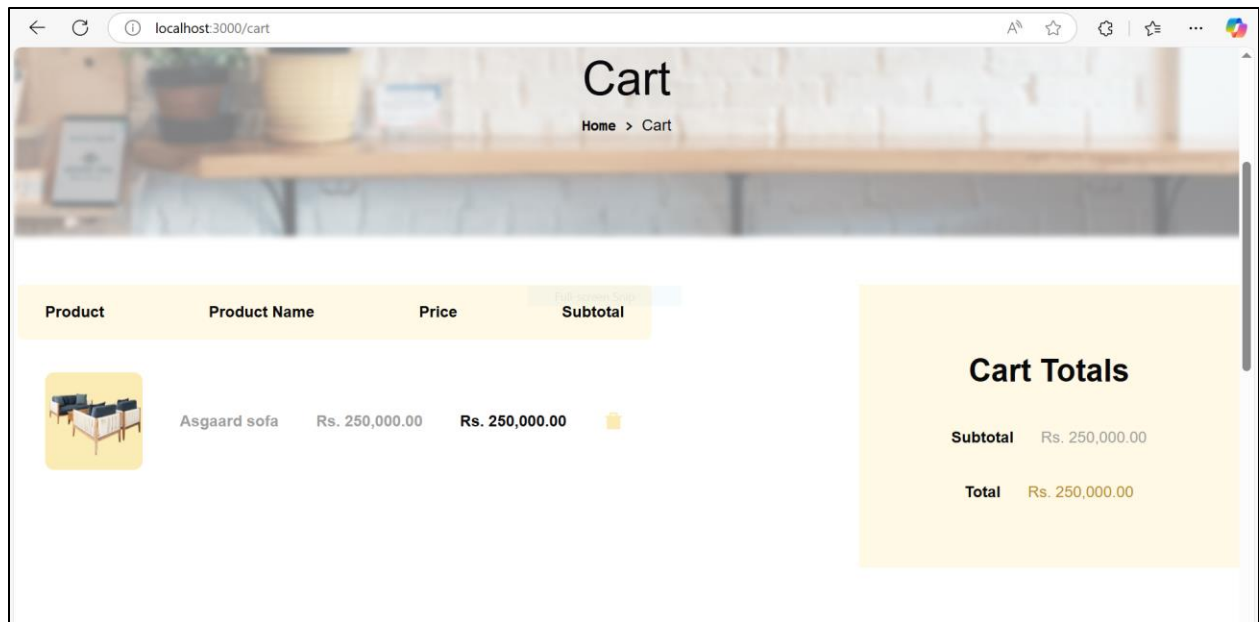 localhost:3000/cart
Cart
Home > Cart
Product Product Name Price Subtotal
Asgaard sofa Rs. 250,000.00 Rs. 250,000.00
Cart Totals
Subtotal Rs. 250,000.00
Total Rs. 250,000.00